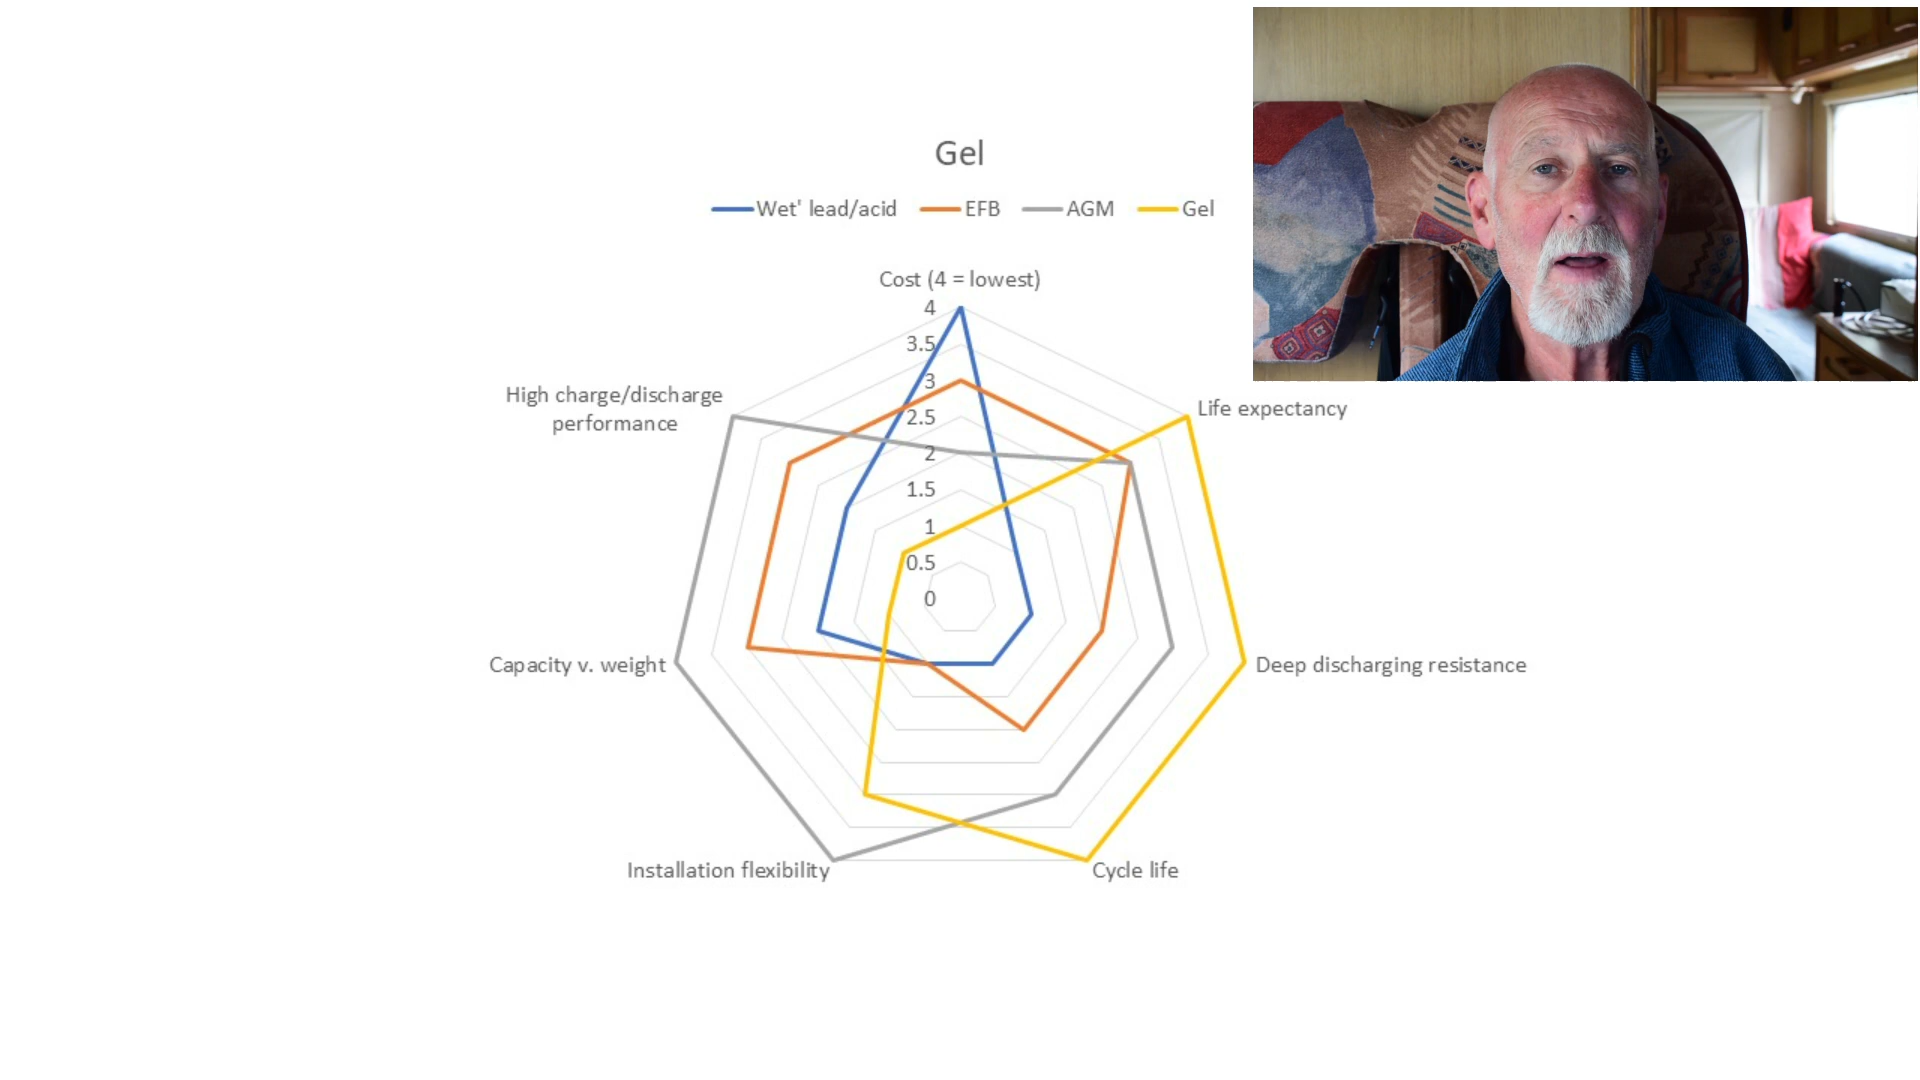 Gel
Wet' lead/acid EFB AGM Gel
Cost (4 = lowest)
4
3.5
3
2.5
2
1.5
1
0.5
0
High charge/discharge
performance
Life expectancy
Capacity v. weight
Deep discharging resistance
Installation flexibility
Cycle life